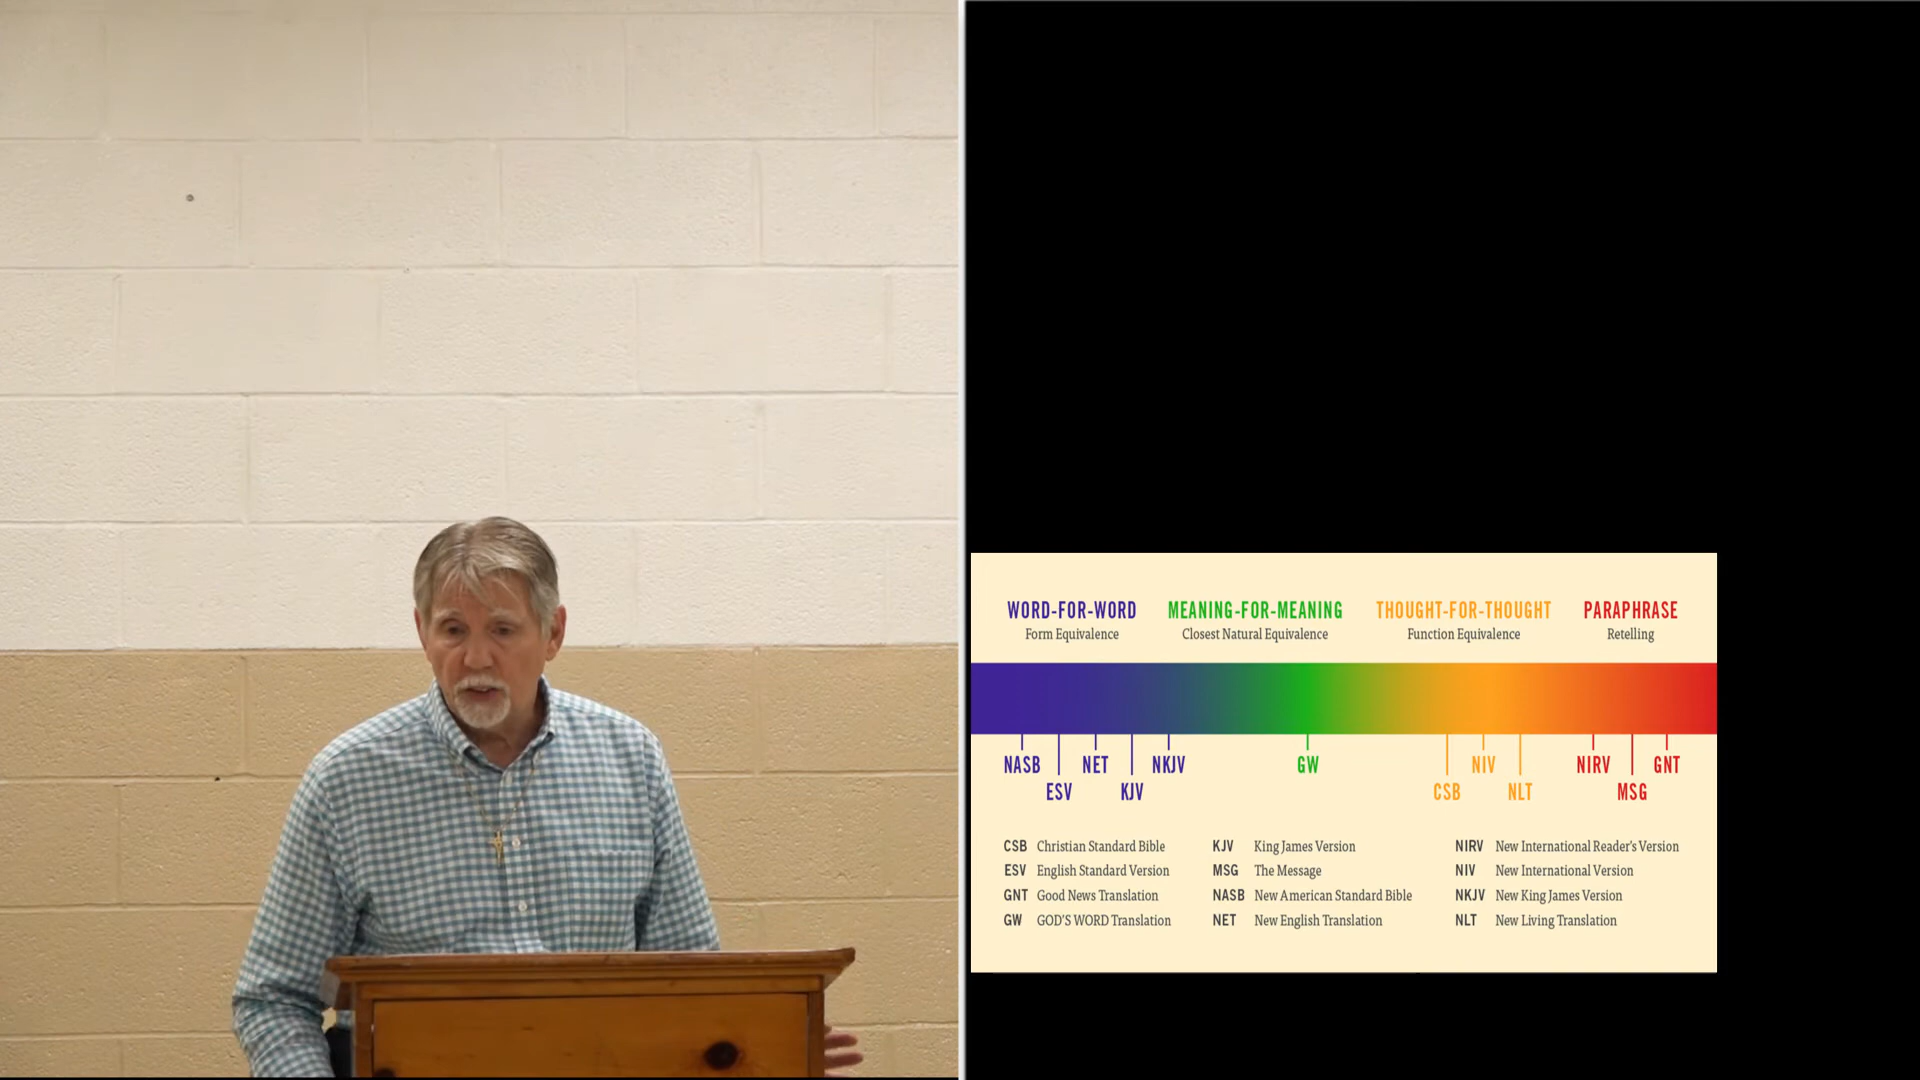 WORD-FOR-WORD MEANING-FOR-MEANING THOUGHT-FOR-THOUGHT PARAPHRASE
Form Equivalence Closest Natural Equivalence Function Equivalence Retelling
NASB NET NKJV GW NIV NIRV GNT
ESV KJV CSB NLT MSG
CSB Christian Standard Bible
ESV English Standard Version
GNT Good News Translation
GW GOD'S WORD Translation
KJV King James Version
MSG The Message
NASB New American Standard Bible
NET New English Translation
NIRV New International Reader's Version
NIV New International Version
NKJV New King James Version
NLT New Living Translation